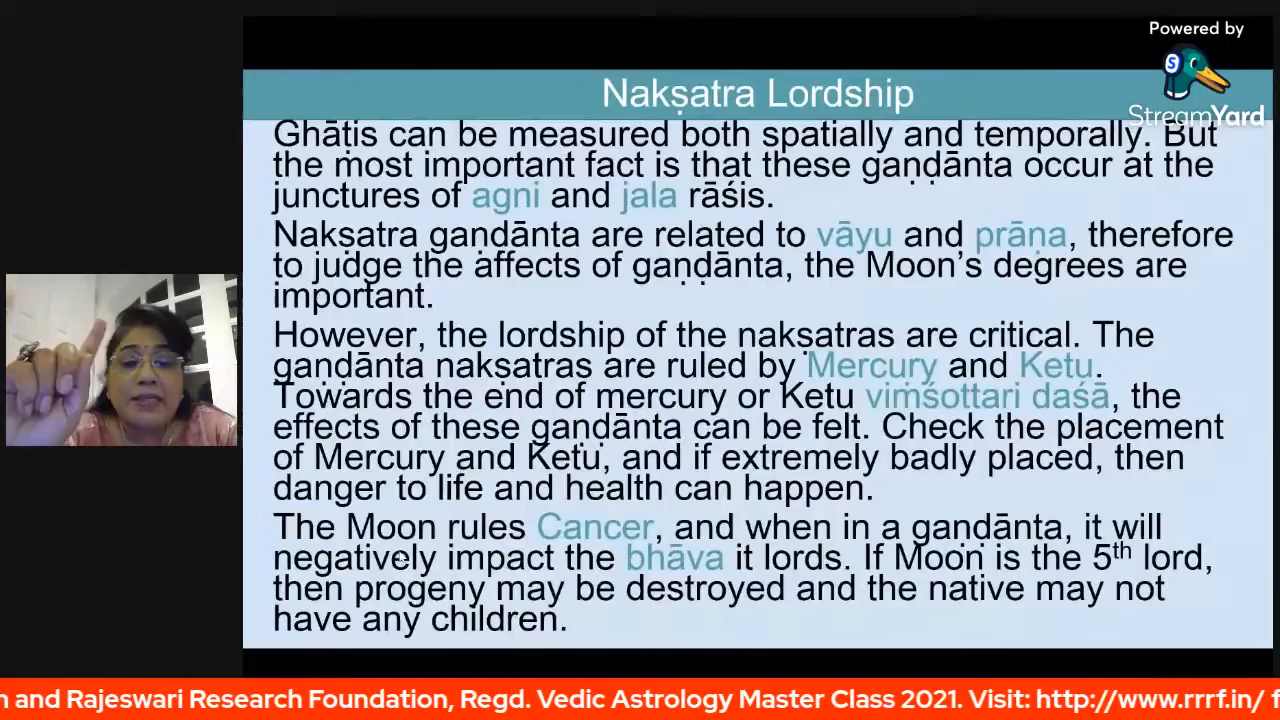 Powered by
StreamYard
Nakṣatra Lordship
Ghāṭis can be measured both spatially and temporally. But
the most important fact is that these gaṇḍānta occur at the
junctures of agni and jala rāśis.
Nakṣatra gaṇḍānta are related to vāyu and prāṇa, therefore
to judge the affects of gaṇḍānta, the Moon's degrees are
important.
However, the lordship of the nakṣatras are critical. The
gaṇḍānta nakṣatras are ruled by Mercury and Ketu.
Towards the end of mercury or Ketu viṁśottari daśā, the
effects of these gaṇḍānta can be felt. Check the placement
of Mercury and Ketu, and if extremely badly placed, then
danger to life and health can happen.
The Moon rules Cancer, and when in a gaṇḍānta, it will
negatively impact the bhāva it lords. If Moon is the 5th lord,
then progeny may be destroyed and the native may not
have any children.
and Rajeswari Research Foundation, Regd. Vedic Astrology Master Class 2021. Visit: http://www.rrrf.in/